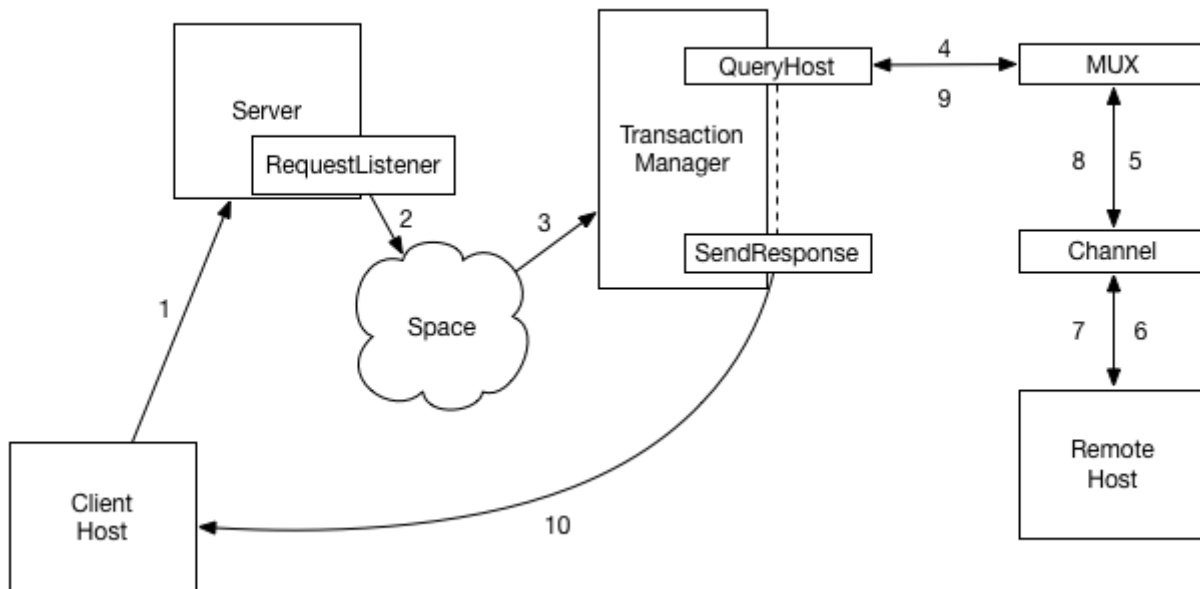 Server
RequestListener
1
2
Space
3
Transaction
Manager
QueryHost
SendResponse
4
9
MUX
8
5
Channel
7
6
Remote
Host
10
Client
Host